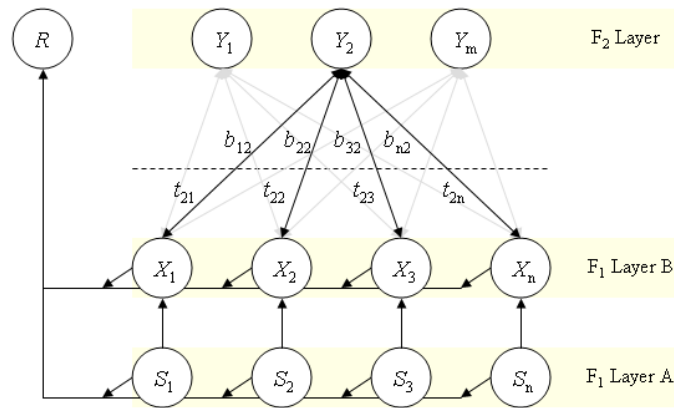 R Y₁ Y₂ Yₘ F₂ Layer
b₁₂ b₂₂ b₃₂ bₙ₂
t₂₁ t₂₂ t₂₃ t₂ₙ
X₁ X₂ X₃ Xₙ F₁ Layer B
S₁ S₂ S₃ Sₙ F₁ Layer A